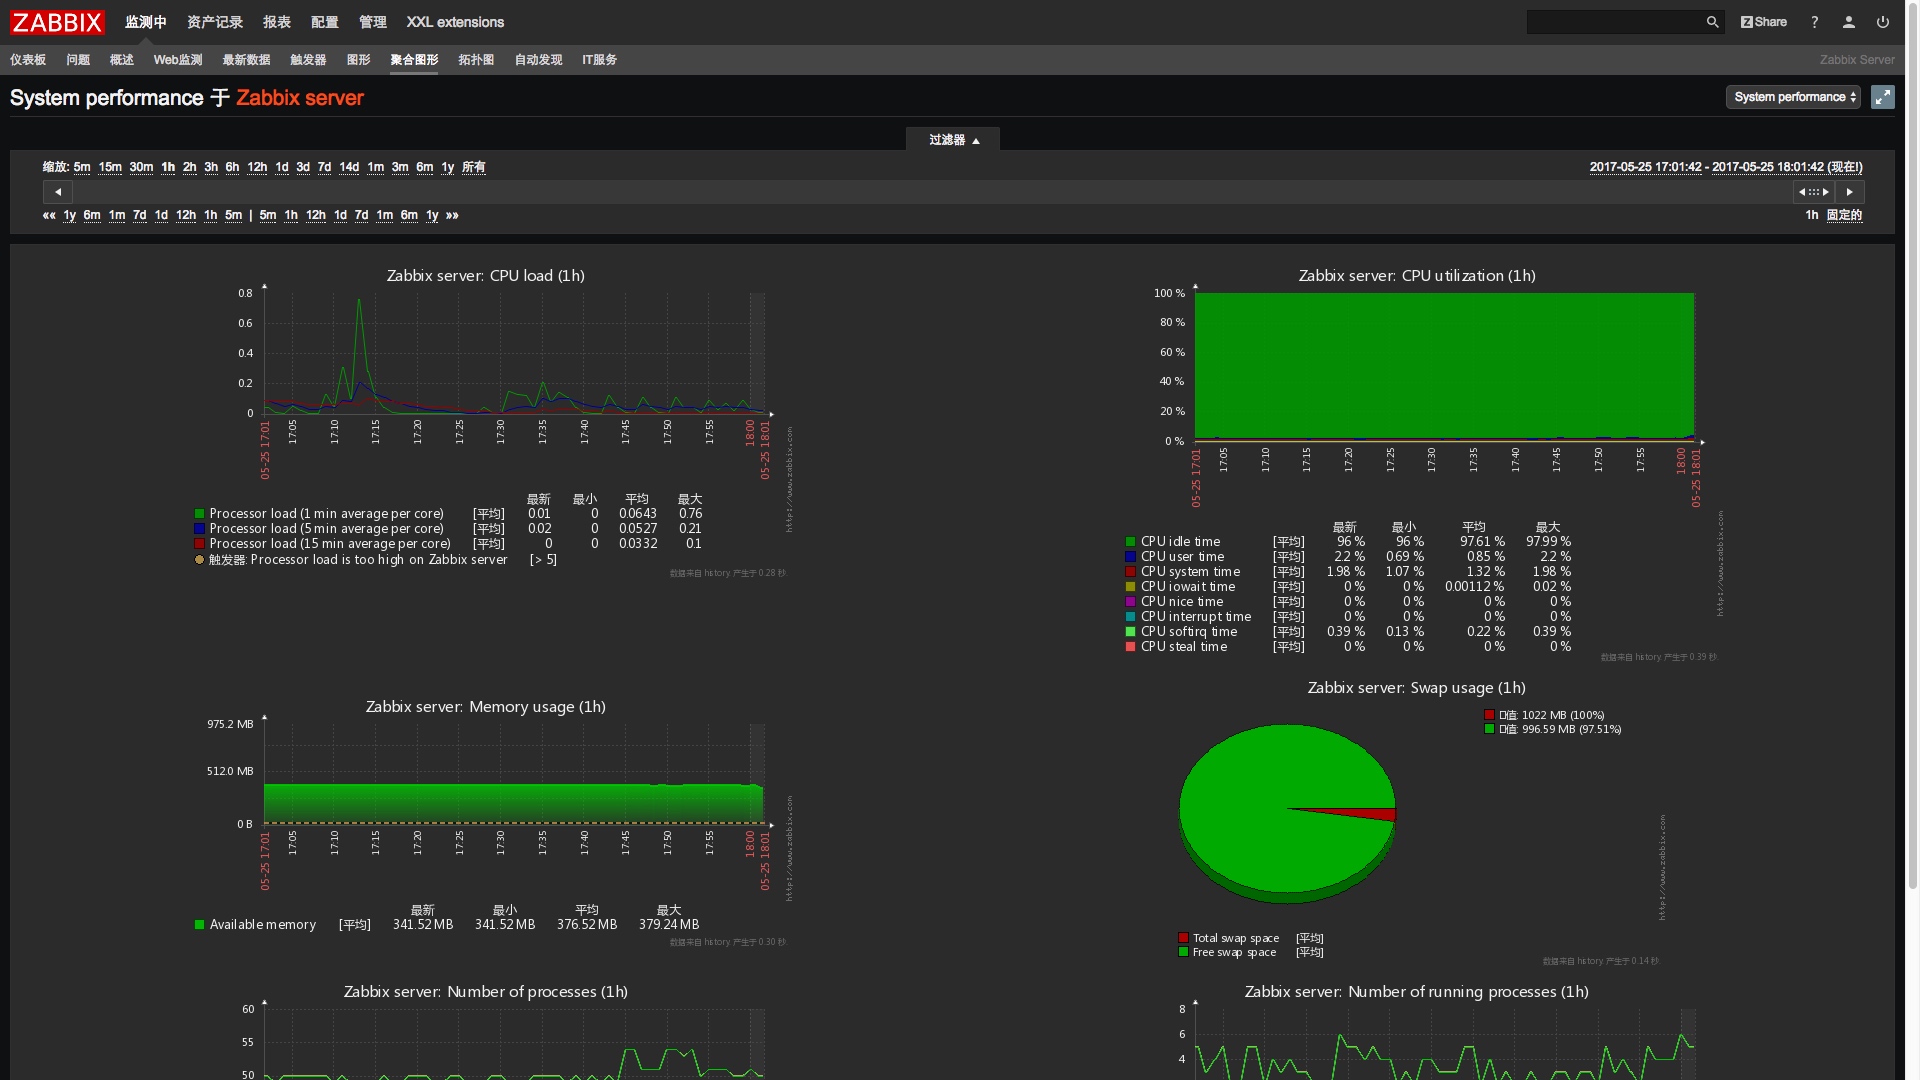 ZABBIX 监测中 资产记录 报表 配置 管理 XXL extensions Z Share ?
仪表板 问题 概述 Web监测 最新数据 触发器 图形 聚合图形 拓扑图 自动发现 IT服务 Zabbix Server
System performance 于 Zabbix server System performance
过滤器 ▲
缩放: 5m 15m 30m 1h 2h 3h 6h 12h 1d 3d 7d 14d 1m 3m 6m 1y 所有 2017-05-25 17:01:42 - 2017-05-25 18:01:42 (现在!)
«« 1y 6m 1m 7d 1d 12h 1h 5m | 5m 1h 12h 1d 7d 1m 6m 1y »» 1h 固定的
Zabbix server: CPU load (1h)
0.8
0.6
0.4
0.2
0
05-25 17:01 17:05 17:10 17:15 17:20 17:25 17:30 17:35 17:40 17:45 17:50 17:55 18:00 05-25 18:01
http://www.zabbix.com
最新 最小 平均 最大
Processor load (1 min average per core) [平均] 0.01 0 0.0643 0.76
Processor load (5 min average per core) [平均] 0.02 0 0.0527 0.21
Processor load (15 min average per core) [平均] 0 0 0.0332 0.1
触发器: Processor load is too high on Zabbix server [> 5]
数据来自 history. 产生于 0.28 秒.
Zabbix server: CPU utilization (1h)
100 %
80 %
60 %
40 %
20 %
0 %
05-25 17:01 17:05 17:10 17:15 17:20 17:25 17:30 17:35 17:40 17:45 17:50 17:55 18:00 05-25 18:01
http://www.zabbix.com
最新 最小 平均 最大
CPU idle time [平均] 96 % 96 % 97.61 % 97.99 %
CPU user time [平均] 2.2 % 0.69 % 0.85 % 2.2 %
CPU system time [平均] 1.98 % 1.07 % 1.32 % 1.98 %
CPU iowait time [平均] 0 % 0 % 0.00112 % 0.02 %
CPU nice time [平均] 0 % 0 % 0 % 0 %
CPU interrupt time [平均] 0 % 0 % 0 % 0 %
CPU softirq time [平均] 0.39 % 0.13 % 0.22 % 0.39 %
CPU steal time [平均] 0 % 0 % 0 % 0 %
数据来自 history. 产生于 0.39 秒.
Zabbix server: Memory usage (1h)
975.2 MB
512.0 MB
0 B
05-25 17:01 17:05 17:10 17:15 17:20 17:25 17:30 17:35 17:40 17:45 17:50 17:55 18:00 05-25 18:01
http://www.zabbix.com
最新 最小 平均 最大
Available memory [平均] 341.52 MB 341.52 MB 376.52 MB 379.24 MB
数据来自 history. 产生于 0.30 秒.
Zabbix server: Swap usage (1h)
值: 1022 MB (100%)
值: 996.59 MB (97.51%)
http://www.zabbix.com
Total swap space [平均]
Free swap space [平均]
数据来自 history. 产生于 0.14 秒.
Zabbix server: Number of processes (1h)
60
55
50
Zabbix server: Number of running processes (1h)
8
6
4